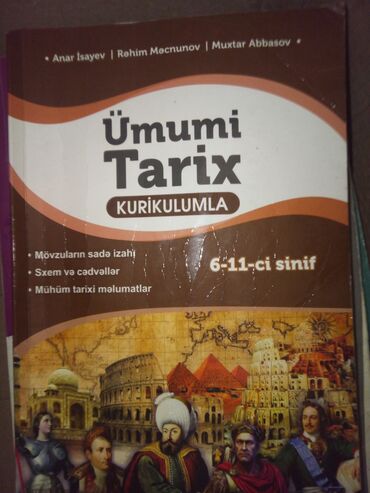 • Anar İsayev | Rəhim Məcnunov | Muxtar Abbasov •
Ümumi
Tarix
KURİKULUMLA
• Mövzuların sadə izahı
• Sxem və cədvəllər
• Mühüm tarixi məlumatlar
6-11-ci sinif